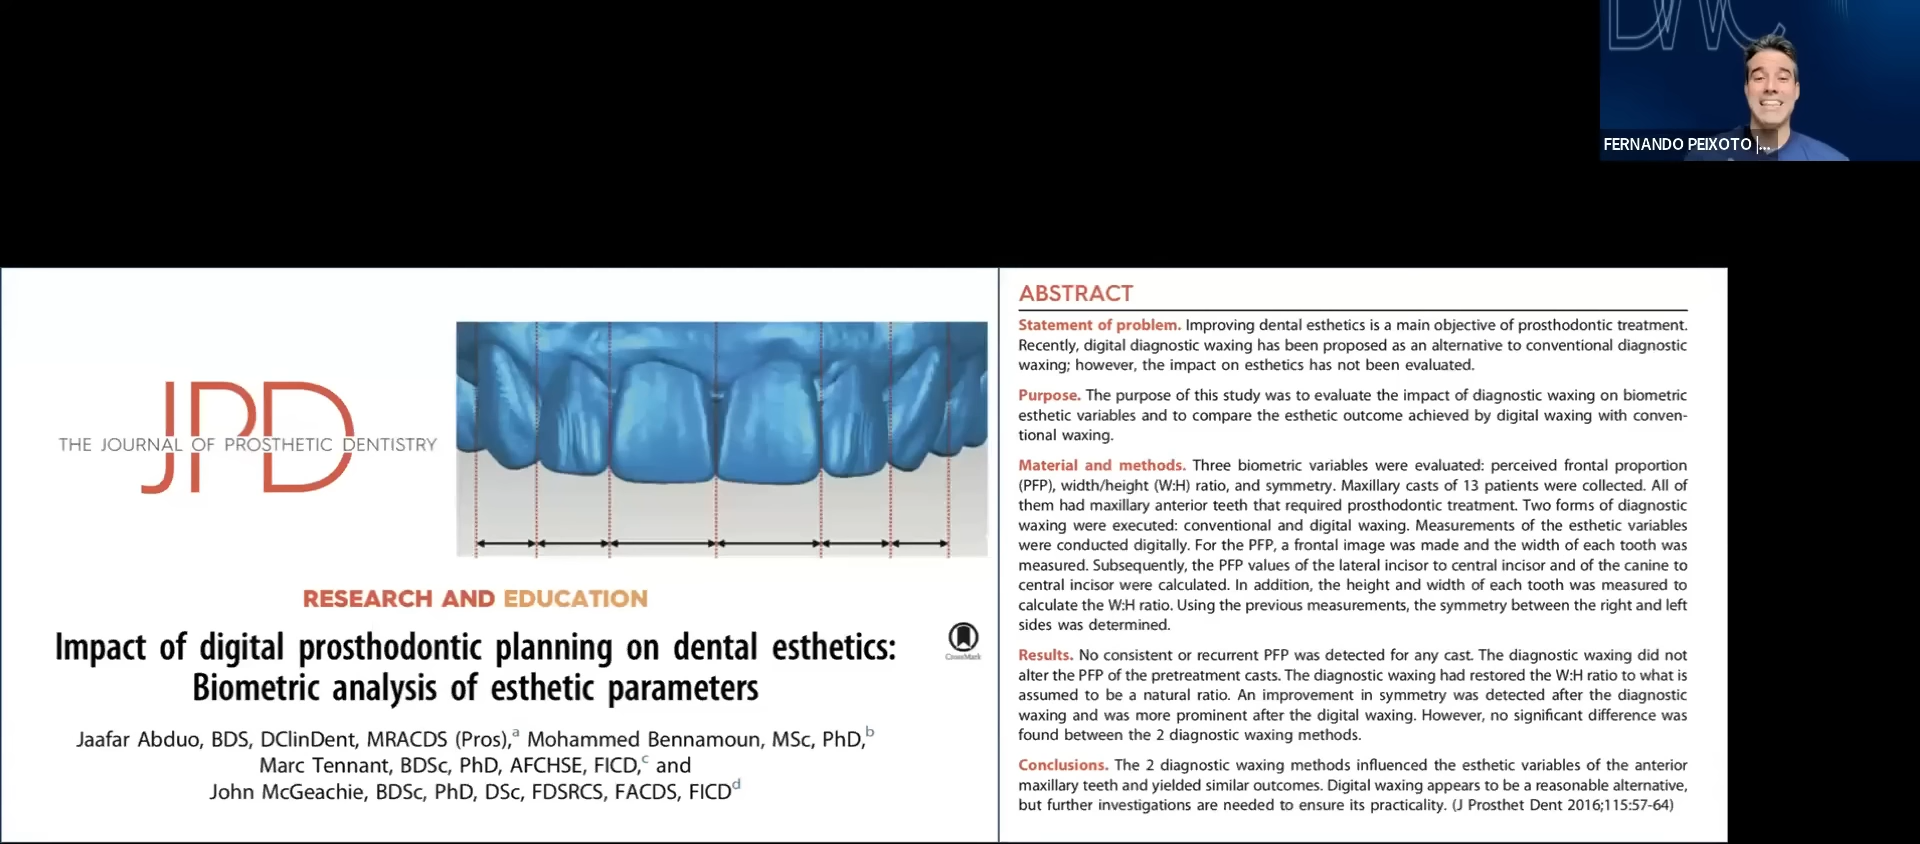 DWC
FERNANDO PEIXOTO |...
JPD
THE JOURNAL OF PROSTHETIC DENTISTRY
RESEARCH AND EDUCATION
Impact of digital prosthodontic planning on dental esthetics:
Biometric analysis of esthetic parameters
CrossMark
Jaafar Abduo, BDS, DClinDent, MRACDS (Pros),a Mohammed Bennamoun, MSc, PhD,b
Marc Tennant, BDSc, PhD, AFCHSE, FICD,c and
John McGeachie, BDSc, PhD, DSc, FDSRCS, FACDS, FICDd
ABSTRACT
Statement of problem. Improving dental esthetics is a main objective of prosthodontic treatment.
Recently, digital diagnostic waxing has been proposed as an alternative to conventional diagnostic
waxing; however, the impact on esthetics has not been evaluated.
Purpose. The purpose of this study was to evaluate the impact of diagnostic waxing on biometric
esthetic variables and to compare the esthetic outcome achieved by digital waxing with conven-
tional waxing.
Material and methods. Three biometric variables were evaluated: perceived frontal proportion
(PFP), width/height (W:H) ratio, and symmetry. Maxillary casts of 13 patients were collected. All of
them had maxillary anterior teeth that required prosthodontic treatment. Two forms of diagnostic
waxing were executed: conventional and digital waxing. Measurements of the esthetic variables
were conducted digitally. For the PFP, a frontal image was made and the width of each tooth was
measured. Subsequently, the PFP values of the lateral incisor to central incisor and of the canine to
central incisor were calculated. In addition, the height and width of each tooth was measured to
calculate the W:H ratio. Using the previous measurements, the symmetry between the right and left
sides was determined.
Results. No consistent or recurrent PFP was detected for any cast. The diagnostic waxing did not
alter the PFP of the pretreatment casts. The diagnostic waxing had restored the W:H ratio to what is
assumed to be a natural ratio. An improvement in symmetry was detected after the diagnostic
waxing and was more prominent after the digital waxing. However, no significant difference was
found between the 2 diagnostic waxing methods.
Conclusions. The 2 diagnostic waxing methods influenced the esthetic variables of the anterior
maxillary teeth and yielded similar outcomes. Digital waxing appears to be a reasonable alternative,
but further investigations are needed to ensure its practicality. (J Prosthet Dent 2016;115:57-64)